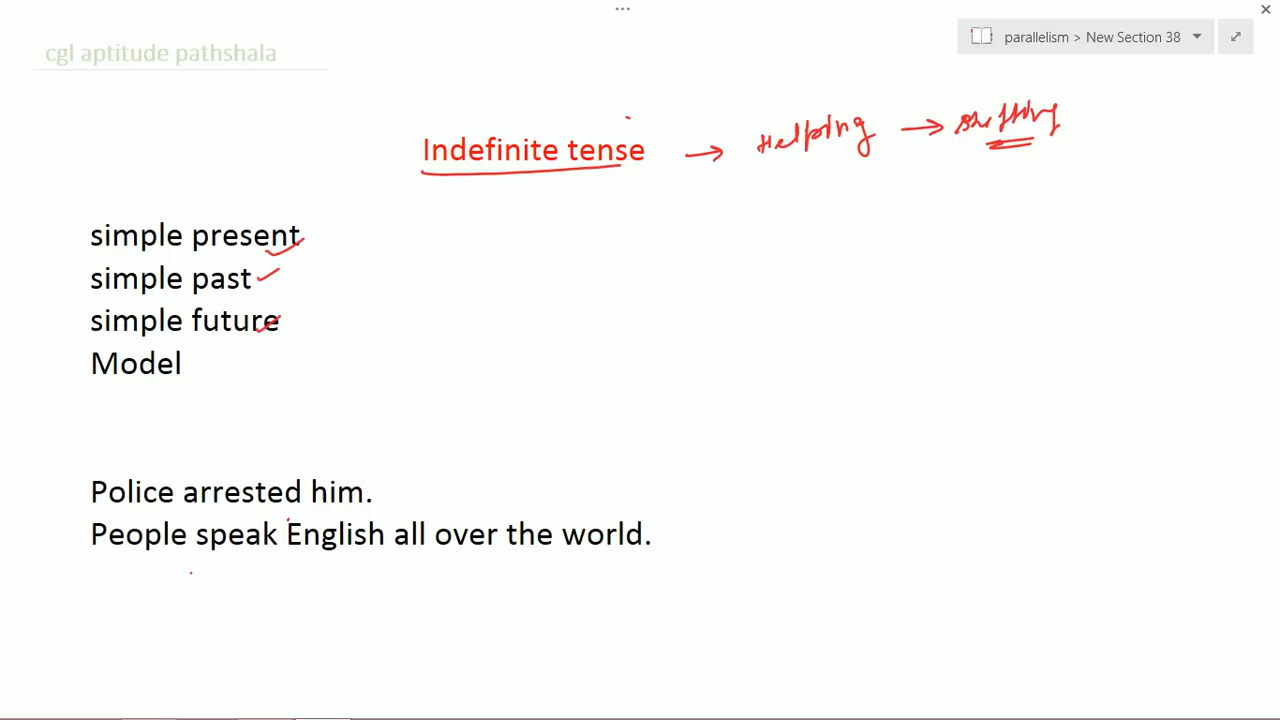 ...
parallelism > New Section 38
cgl aptitude pathshala
Indefinite tense → Helping → shifting
simple present
simple past
simple future
Model
Police arrested him.
People speak English all over the world.